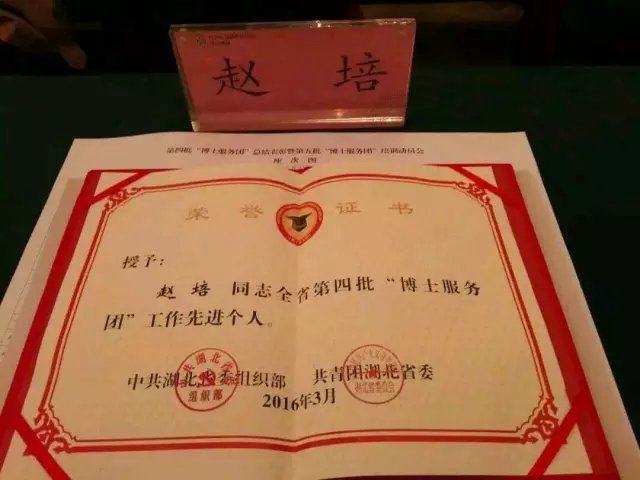 赵 培
第四批“博士服务团”总结表彰暨第五批“博士服务团”培训动员会
座次图
荣誉证书
授予：
赵培 同志全省第四批“博士服务
团”工作先进个人。
中共湖北省委组织部 共青团湖北省委
2016年3月